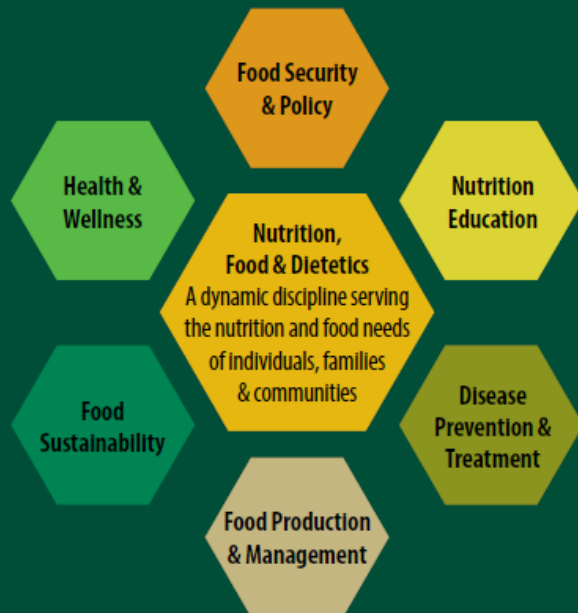 Food Security
& Policy
Health &
Wellness
Nutrition
Education
Nutrition,
Food & Dietetics
A dynamic discipline serving
the nutrition and food needs
of individuals, families
& communities
Food
Sustainability
Disease
Prevention &
Treatment
Food Production
& Management